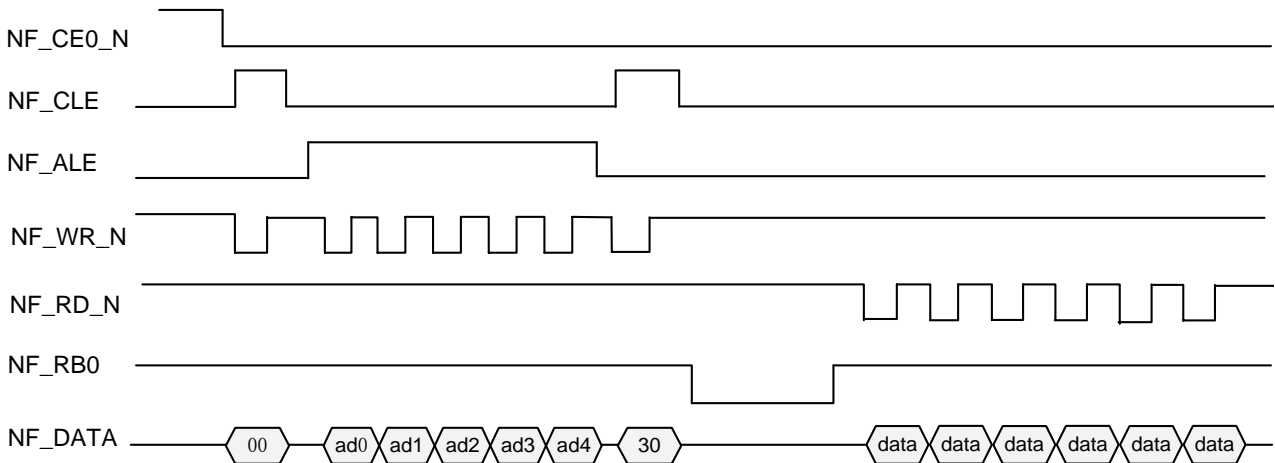 NF_CE0_N
NF_CLE
NF_ALE
NF_WR_N
NF_RD_N
NF_RB0
NF_DATA 00 ad0 ad1 ad2 ad3 ad4 30 data data data data data data